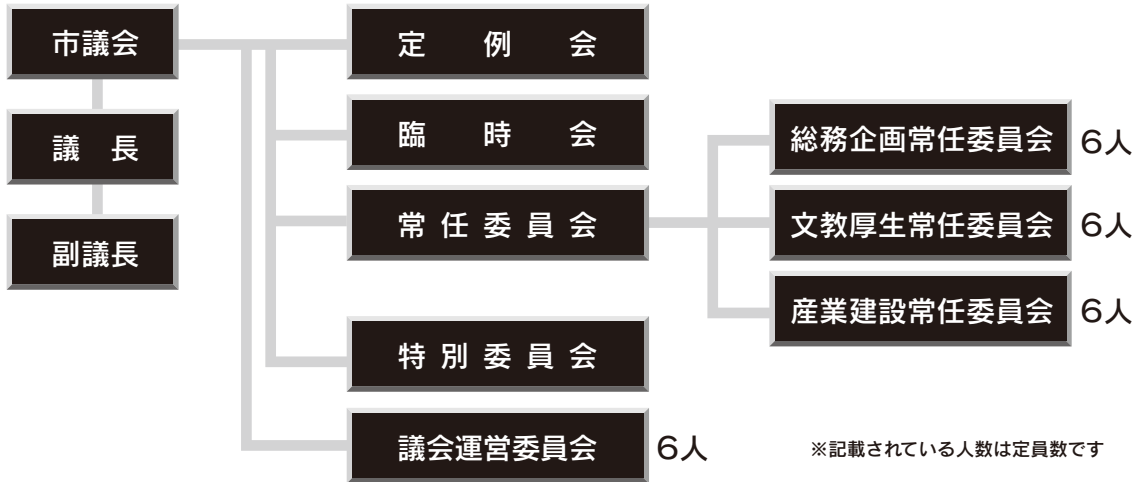 市議会
議長
副議長
定例会
臨時会
常任委員会
特別委員会
議会運営委員会 6人
総務企画常任委員会 6人
文教厚生常任委員会 6人
産業建設常任委員会 6人
※記載されている人数は定員数です